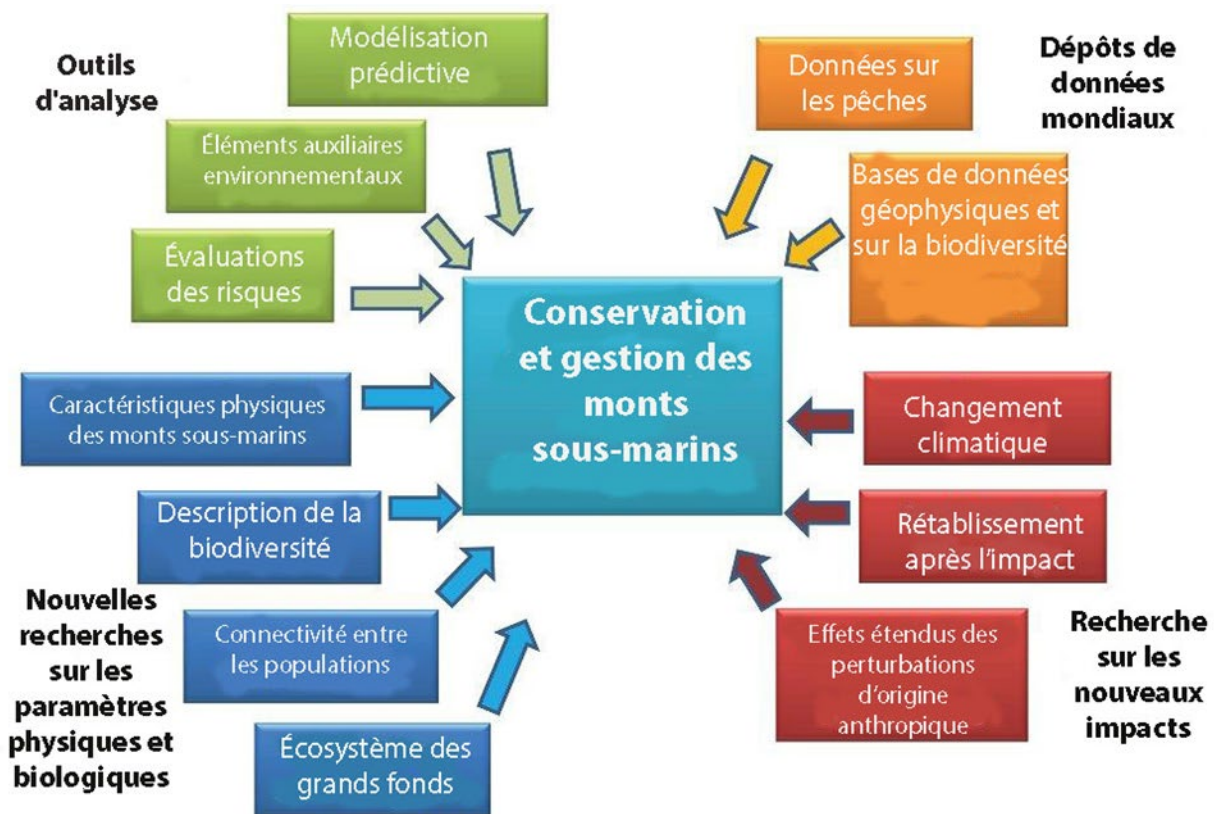 Outils
d'analyse
Modélisation
prédictive
Éléments auxiliaires
environnementaux
Évaluations
des risques
Données sur
les pêches
Dépôts de
données
mondiaux
Bases de données
géophysiques et
sur la biodiversité
Conservation
et gestion des
monts
sous-marins
Caractéristiques physiques
des monts sous-marins
Description de la
biodiversité
Connectivité entre
les populations
Écosystème des
grands fonds
Nouvelles
recherches
sur les
paramètres
physiques et
biologiques
Changement
climatique
Rétablissement
après l’impact
Effets étendus des
perturbations
d’origine
anthropique
Recherche
sur les
nouveaux
impacts